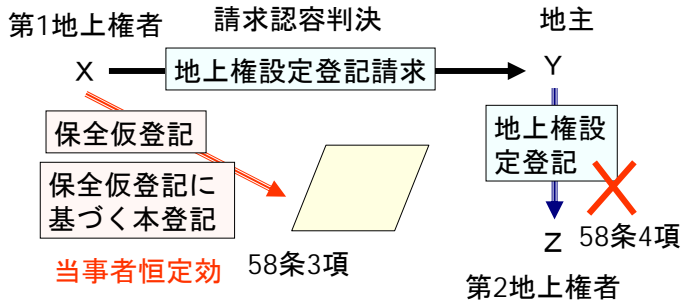 第1地上権者
請求認容判決
地主
X
地上権設定登記請求
Y
保全仮登記
地上権設
定登記
保全仮登記に
基づく本登記
Z
58条4項
当事者恒定効
58条3項
第2地上権者